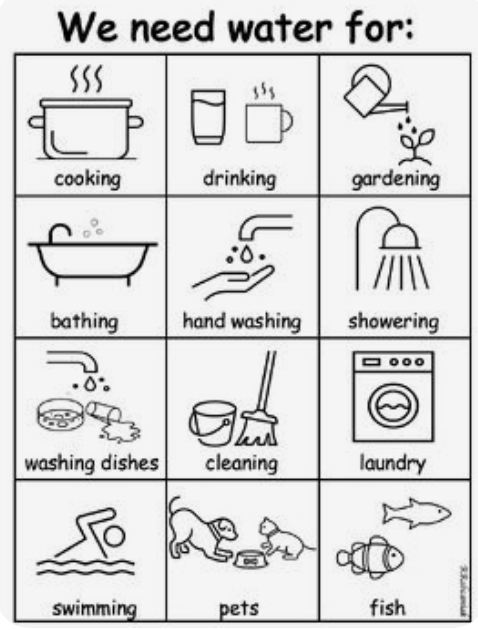 We need water for:
cooking
drinking
gardening
bathing
hand washing
showering
washing dishes
cleaning
laundry
swimming
pets
fish